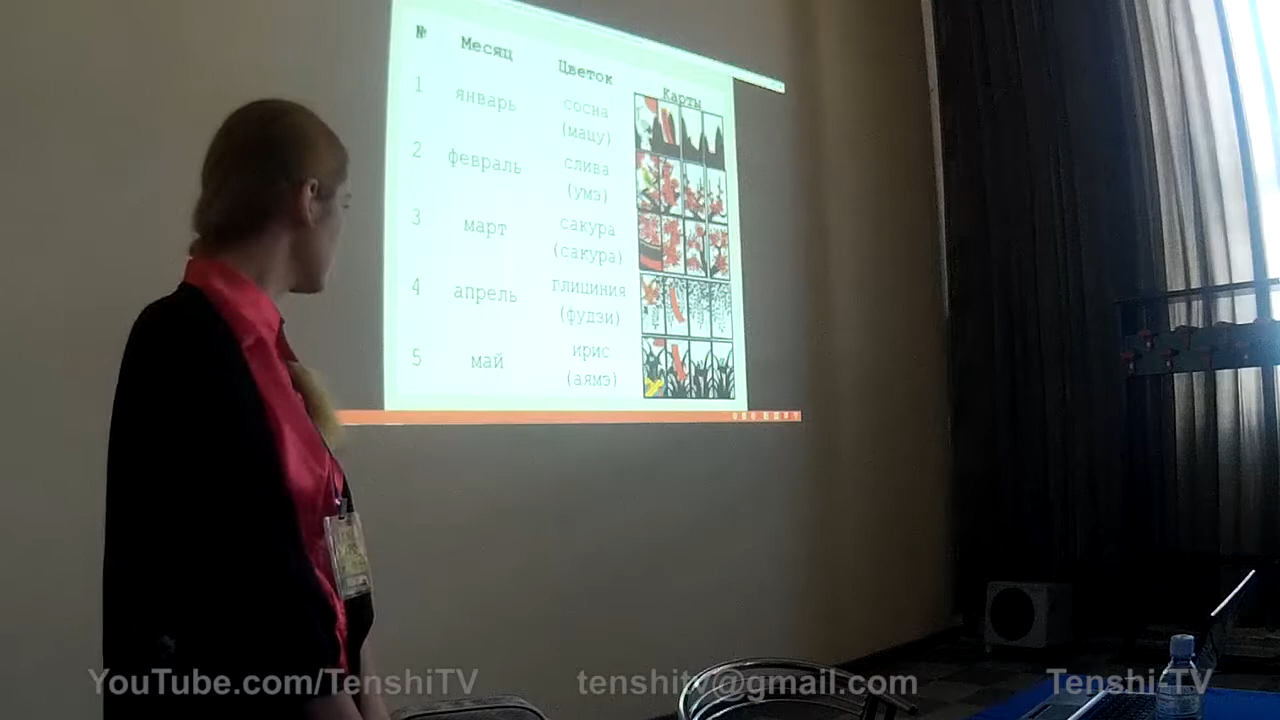 № Месяц Цветок Карты
1 январь сосна (мацу)
2 февраль слива (умэ)
3 март сакура (сакура)
4 апрель глициния (фудзи)
5 май ирис (аямэ)
YouTube.com/TenshiTV tenshitv@gmail.com Tenshi-TV